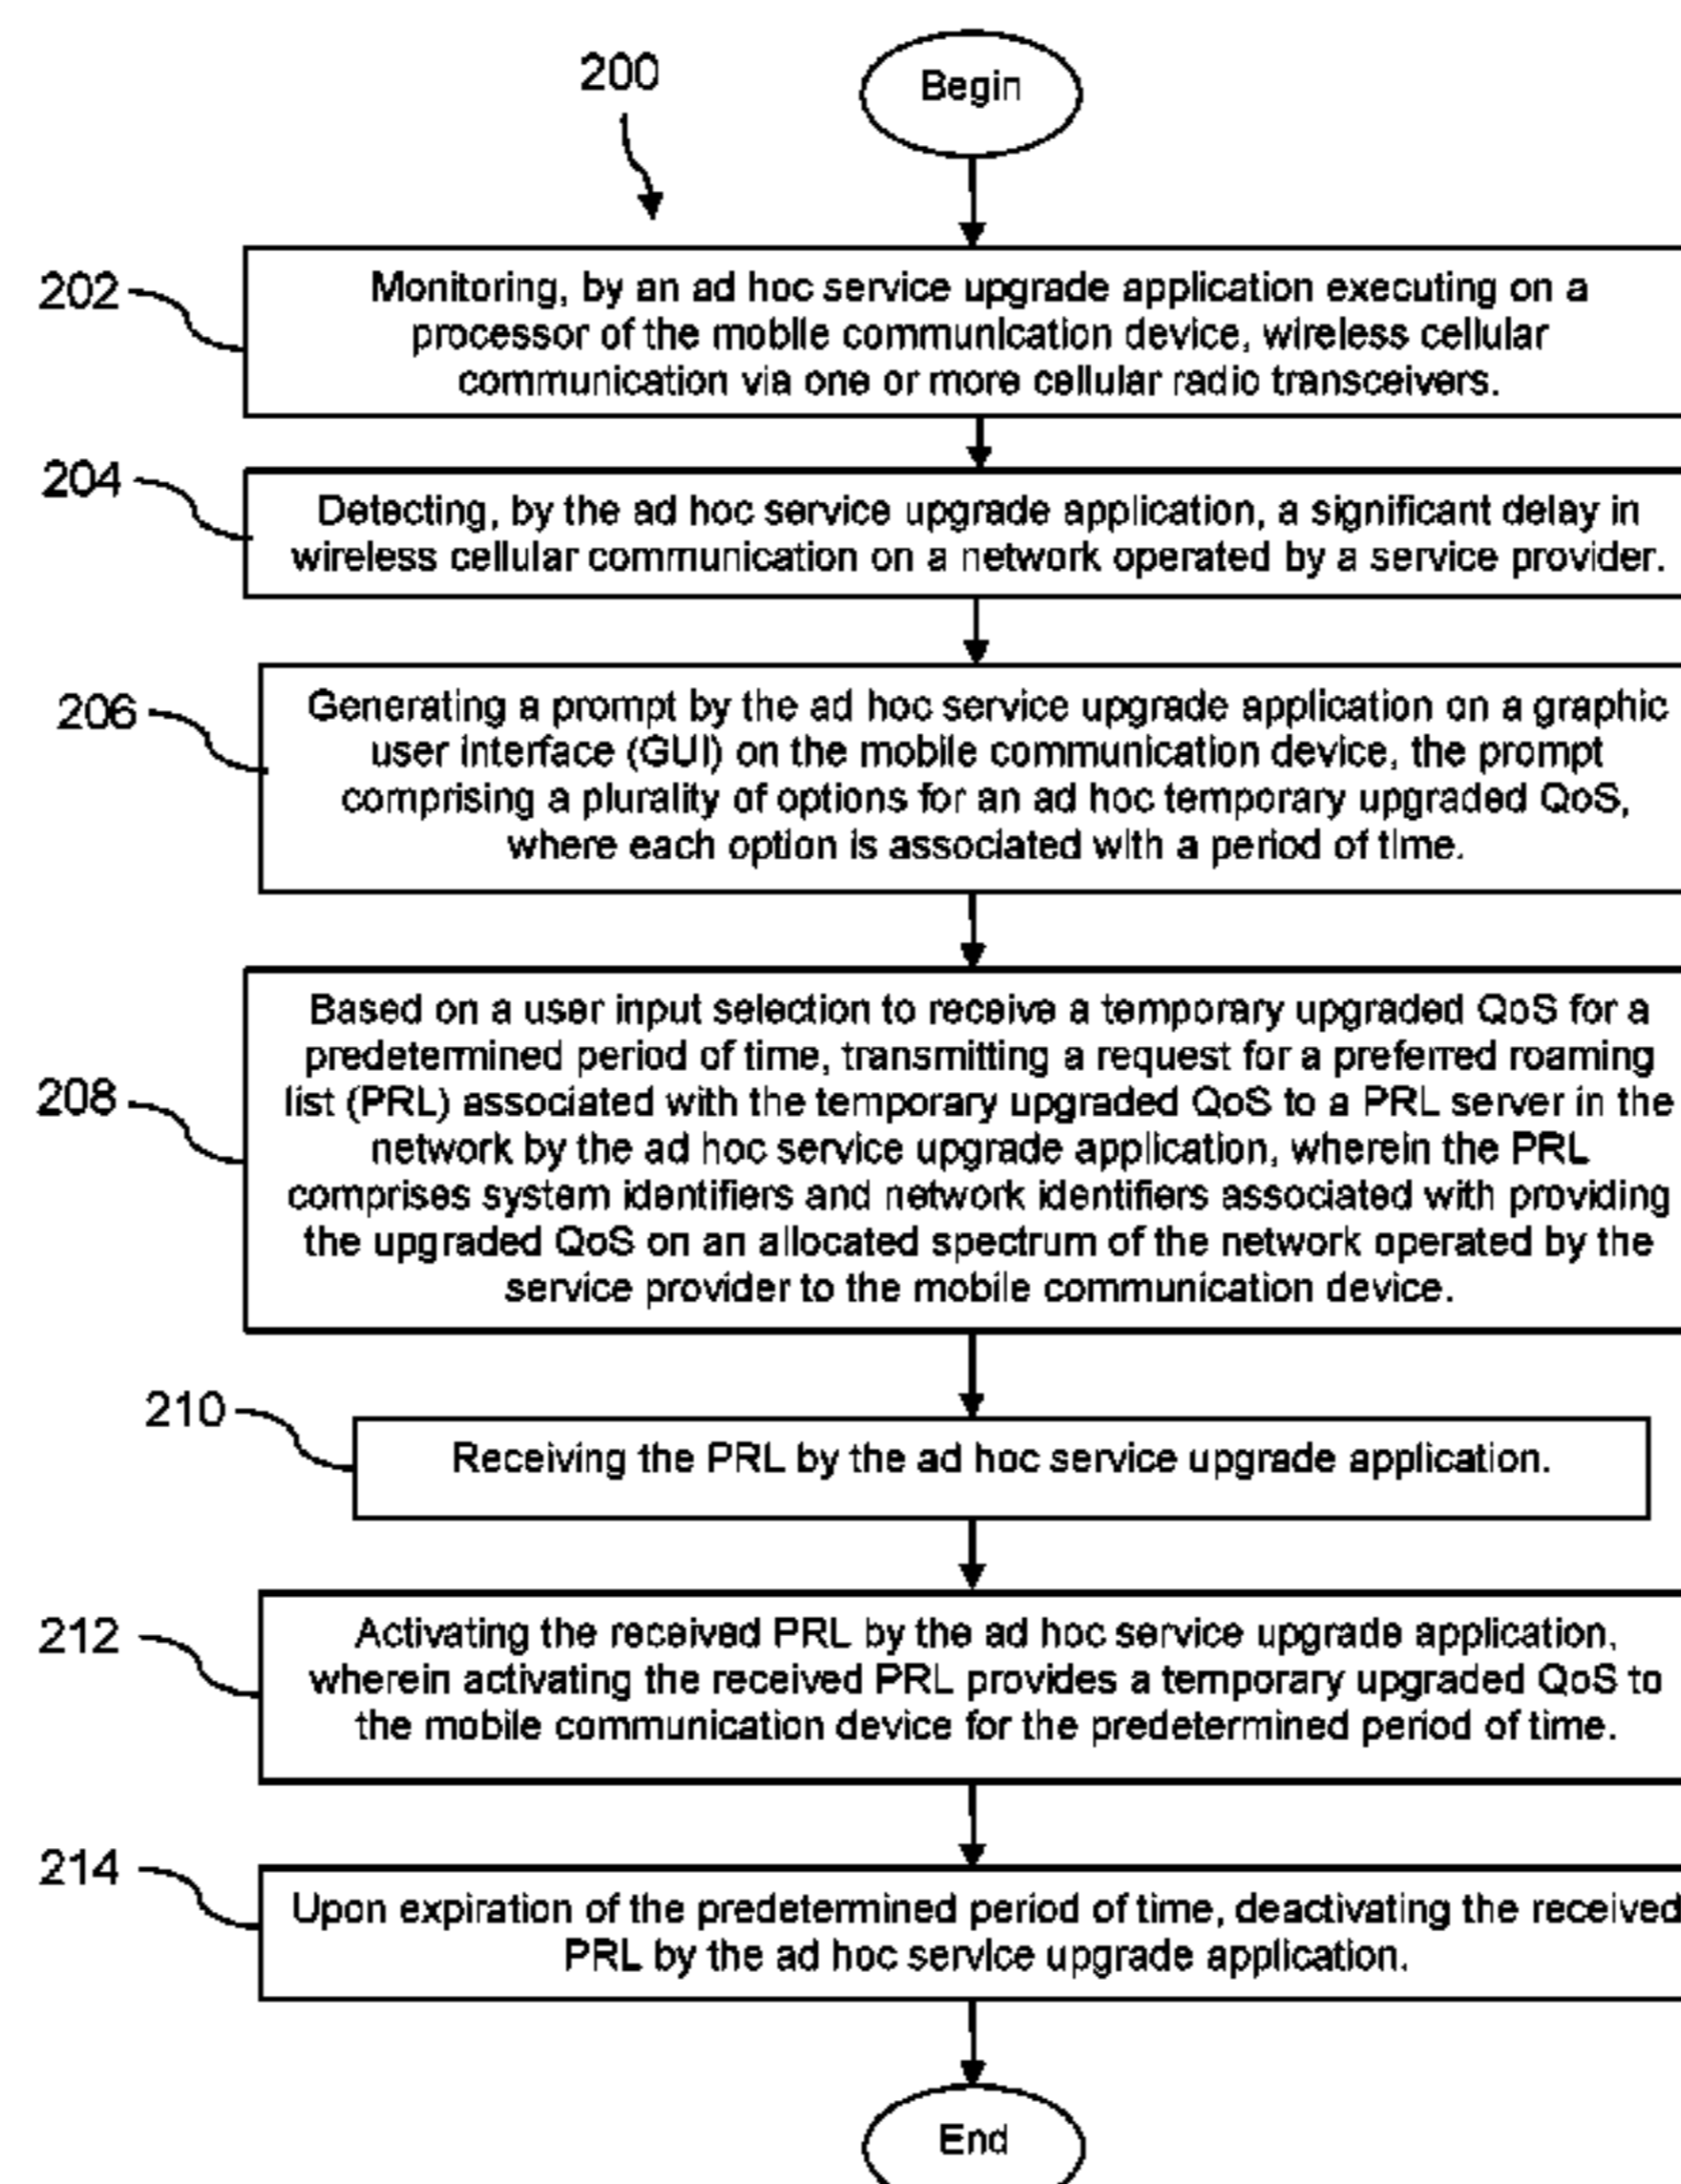 200
Begin
202
Monitoring, by an ad hoc service upgrade application executing on a
processor of the mobile communication device, wireless cellular
communication via one or more cellular radio transceivers.
204
Detecting, by the ad hoc service upgrade application, a significant delay in
wireless cellular communication on a network operated by a service provider.
206
Generating a prompt by the ad hoc service upgrade application on a graphic
user interface (GUI) on the mobile communication device, the prompt
comprising a plurality of options for an ad hoc temporary upgraded QoS,
where each option is associated with a period of time.
208
Based on a user input selection to receive a temporary upgraded QoS for a
predetermined period of time, transmitting a request for a preferred roaming
list (PRL) associated with the temporary upgraded QoS to a PRL server in the
network by the ad hoc service upgrade application, wherein the PRL
comprises system identifiers and network identifiers associated with providing
the upgraded QoS on an allocated spectrum of the network operated by the
service provider to the mobile communication device.
210
Receiving the PRL by the ad hoc service upgrade application.
212
Activating the received PRL by the ad hoc service upgrade application,
wherein activating the received PRL provides a temporary upgraded QoS to
the mobile communication device for the predetermined period of time.
214
Upon expiration of the predetermined period of time, deactivating the received
PRL by the ad hoc service upgrade application.
End